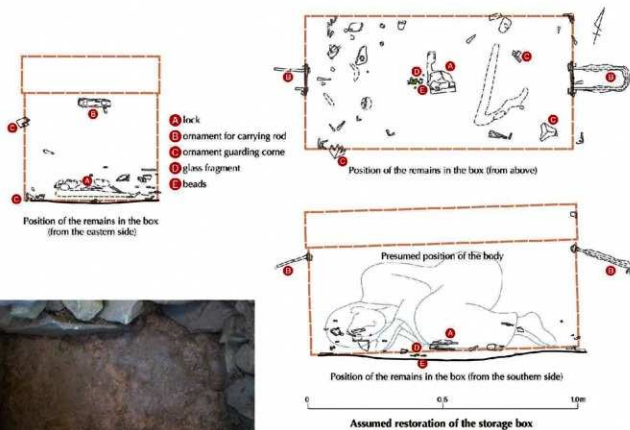 A lock
B ornament for carrying rod
C ornament guarding corne
D glass fragment
E beads
B
C
A
C
Position of the remains in the box
(from the eastern side)
B
D
A
E
C
B
C
C
Position of the remains in the box (from above)
Presumed position of the body
B
B
A
D
E
Position of the remains in the box (from the southern side)
0
0.5
1.0m
Assumed restoration of the storage box